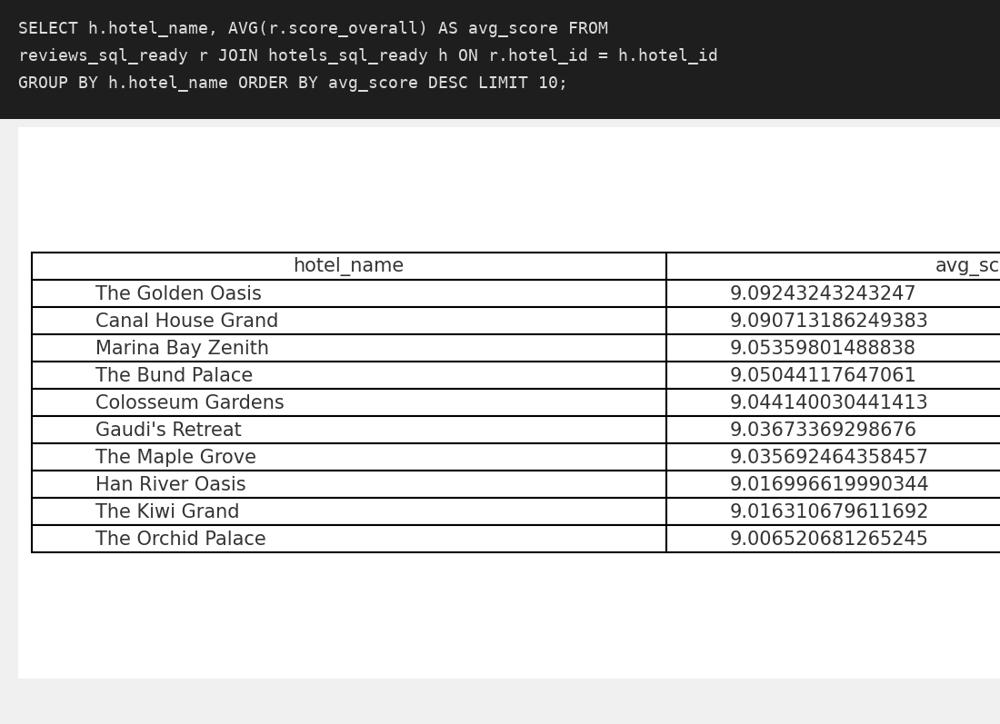 SELECT h.hotel_name, AVG(r.score_overall) AS avg_score FROM
reviews_sql_ready r JOIN hotels_sql_ready h ON r.hotel_id = h.hotel_id
GROUP BY h.hotel_name ORDER BY avg_score DESC LIMIT 10;
hotel_name avg_sc
The Golden Oasis 9.09243243243247
Canal House Grand 9.090713186249383
Marina Bay Zenith 9.05359801488838
The Bund Palace 9.05044117647061
Colosseum Gardens 9.044140030441413
Gaudi's Retreat 9.03673369298676
The Maple Grove 9.035692464358457
Han River Oasis 9.016996619990344
The Kiwi Grand 9.016310679611692
The Orchid Palace 9.006520681265245